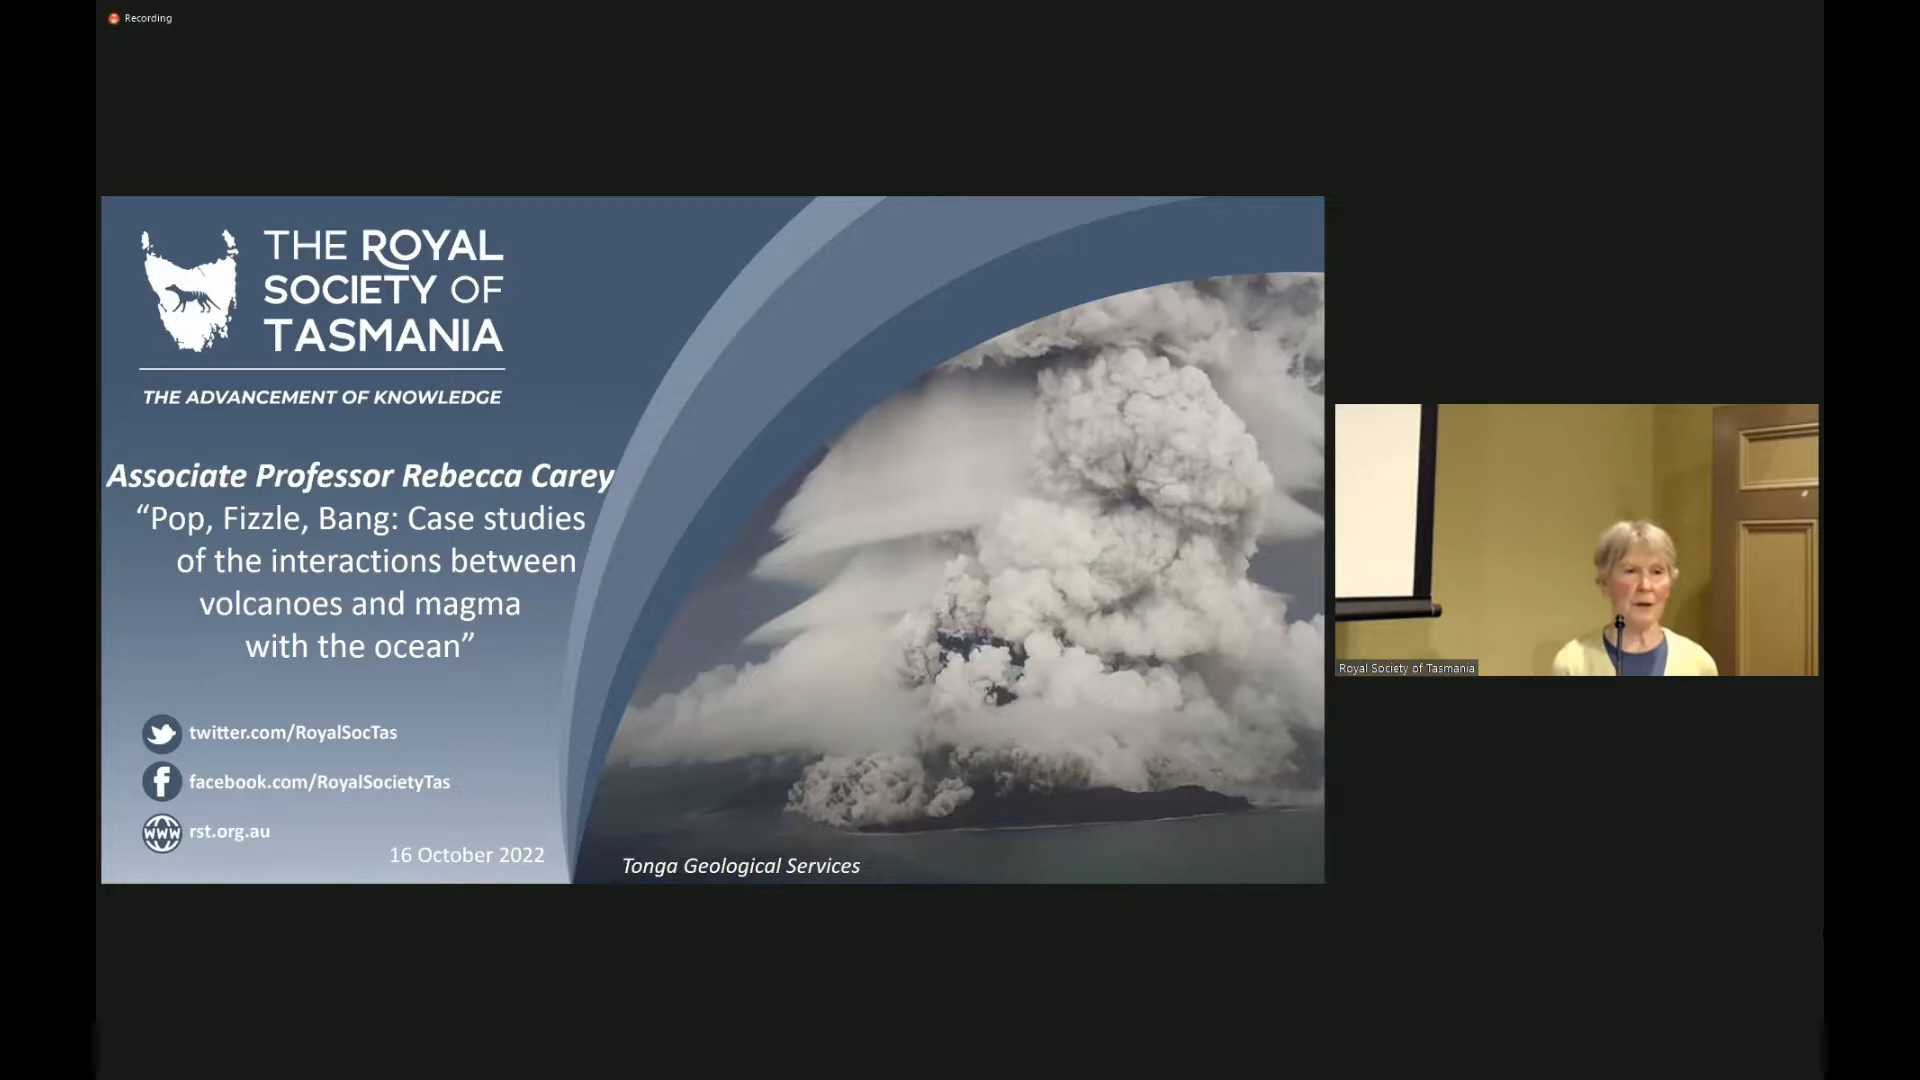 Recording
THE ROYAL
SOCIETY OF
TASMANIA
THE ADVANCEMENT OF KNOWLEDGE
Associate Professor Rebecca Carey
“Pop, Fizzle, Bang: Case studies
of the interactions between
volcanoes and magma
with the ocean”
twitter.com/RoyalSocTas
facebook.com/RoyalSocietyTas
www rst.org.au
16 October 2022
Tonga Geological Services
Royal Society of Tasmania